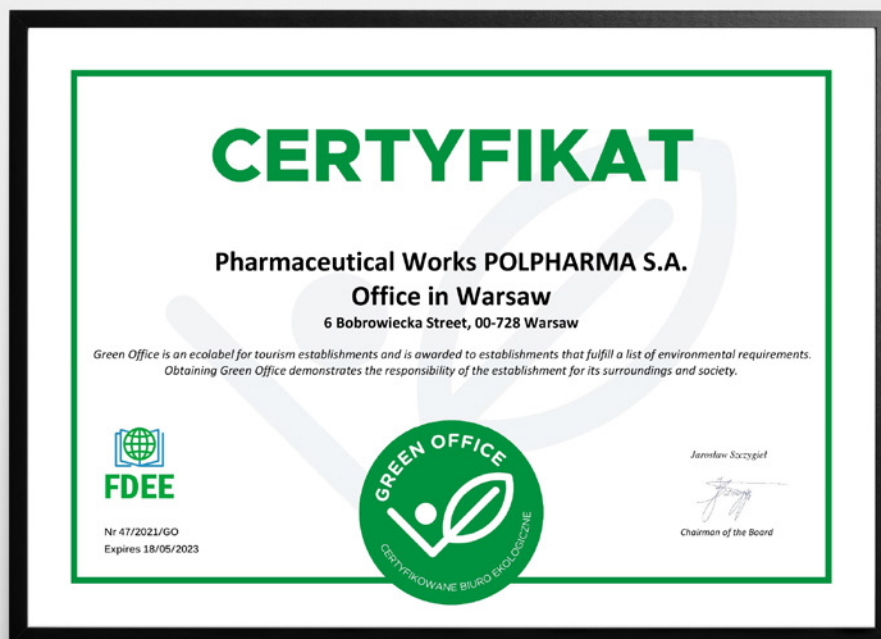 CERTYFIKAT
Pharmaceutical Works POLPHARMA S.A.
Office in Warsaw
6 Bobrowiecka Street, 00-728 Warsaw
Green Office is an ecolabel for tourism establishments and is awarded to establishments that fulfill a list of environmental requirements.
Obtaining Green Office demonstrates the responsibility of the establishment for its surroundings and society.
FDEE
Nr 47/2021/GO
Expires 18/05/2023
GREEN OFFICE
CERTYFIKOWANE BIURO EKOLOGICZNE
Jarosław Szczygieł
Chairman of the Board